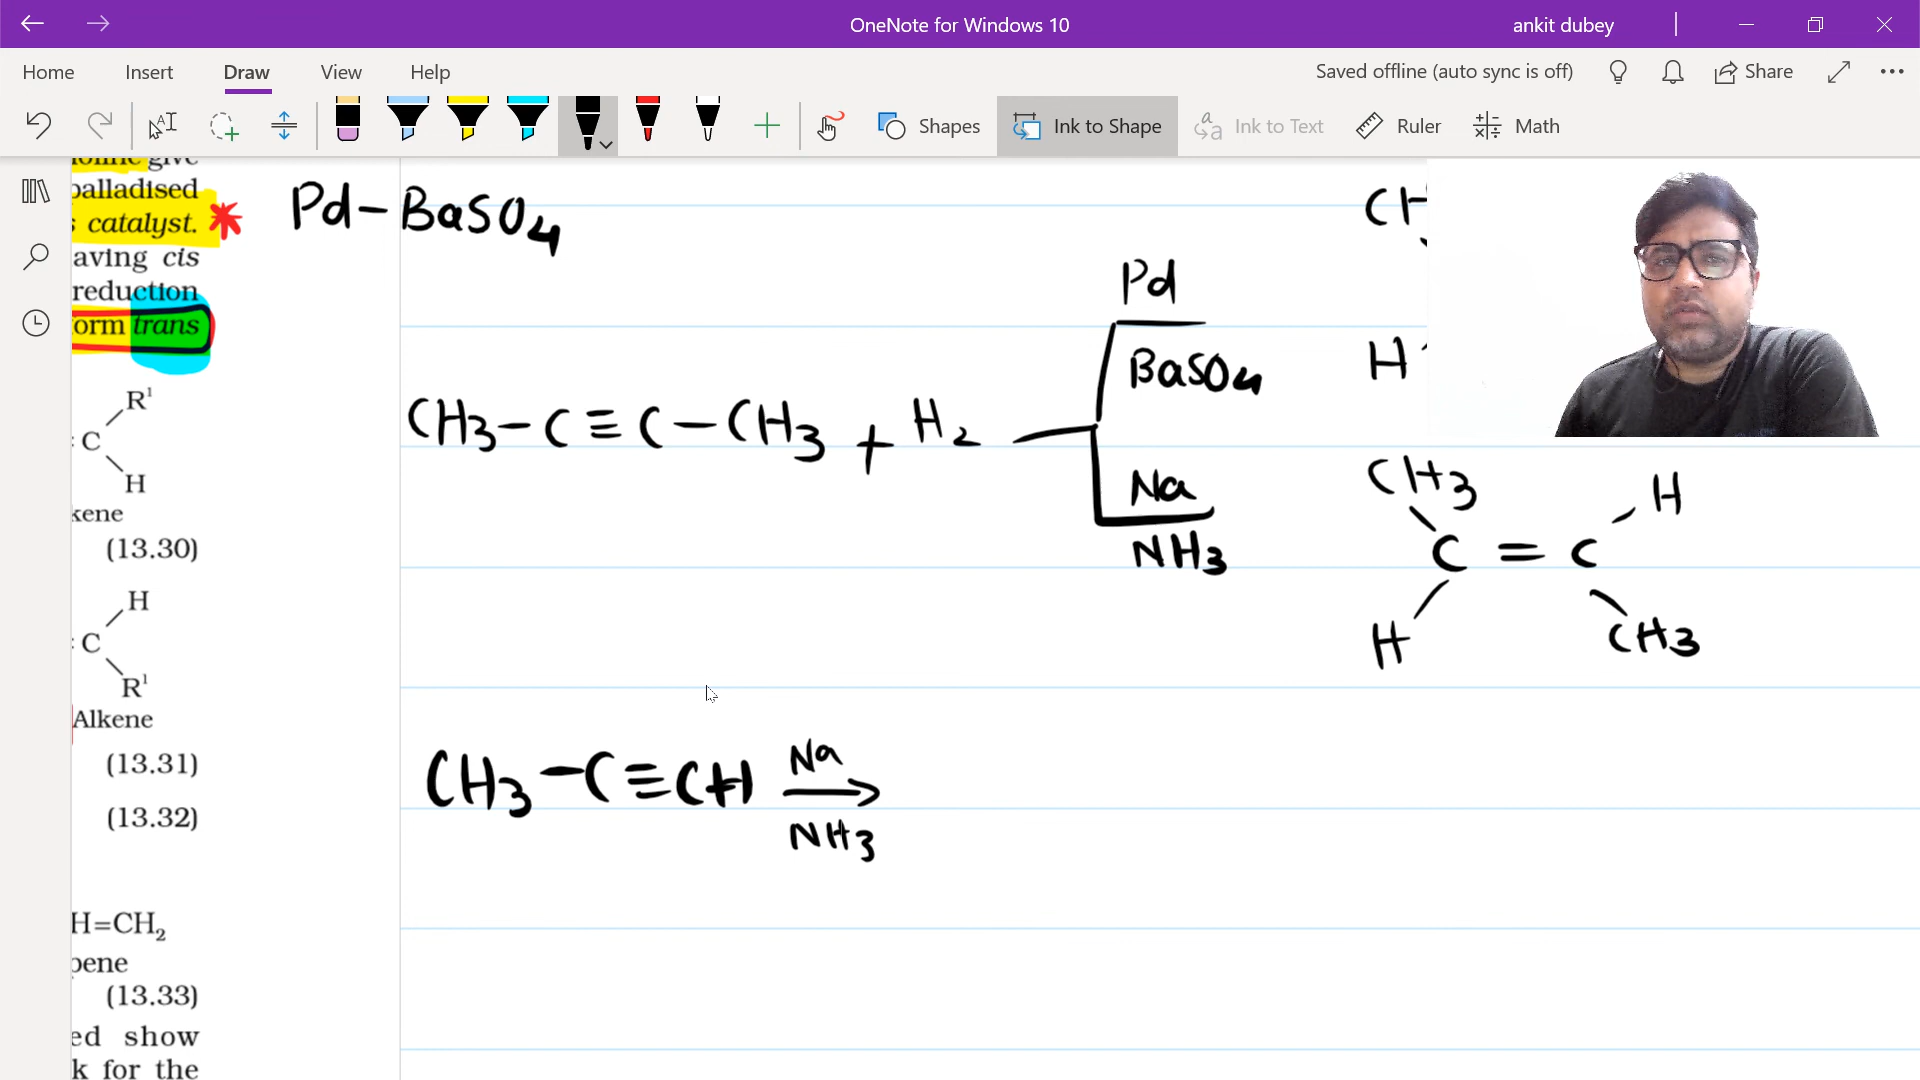 OneNote for Windows 10
ankit dubey
Home Insert Draw View Help
Saved offline (auto sync is off) Share
Shapes Ink to Shape Ink to Text Ruler Math
give
palladised
catalyst.
aving cis
reduction
orm trans
R¹
C
H
kene
(13.30)
H
C
R¹
Alkene
(13.31)
(13.32)
H=CH₂
pene
(13.33)
ed show
k for the
Pd-BaSO4
Pd
BaSO4
CH3-C≡C-CH3 + H2
Na
NH3
H
CH3 H
C = C
H CH3
CH3-C≡CH Na
NH3